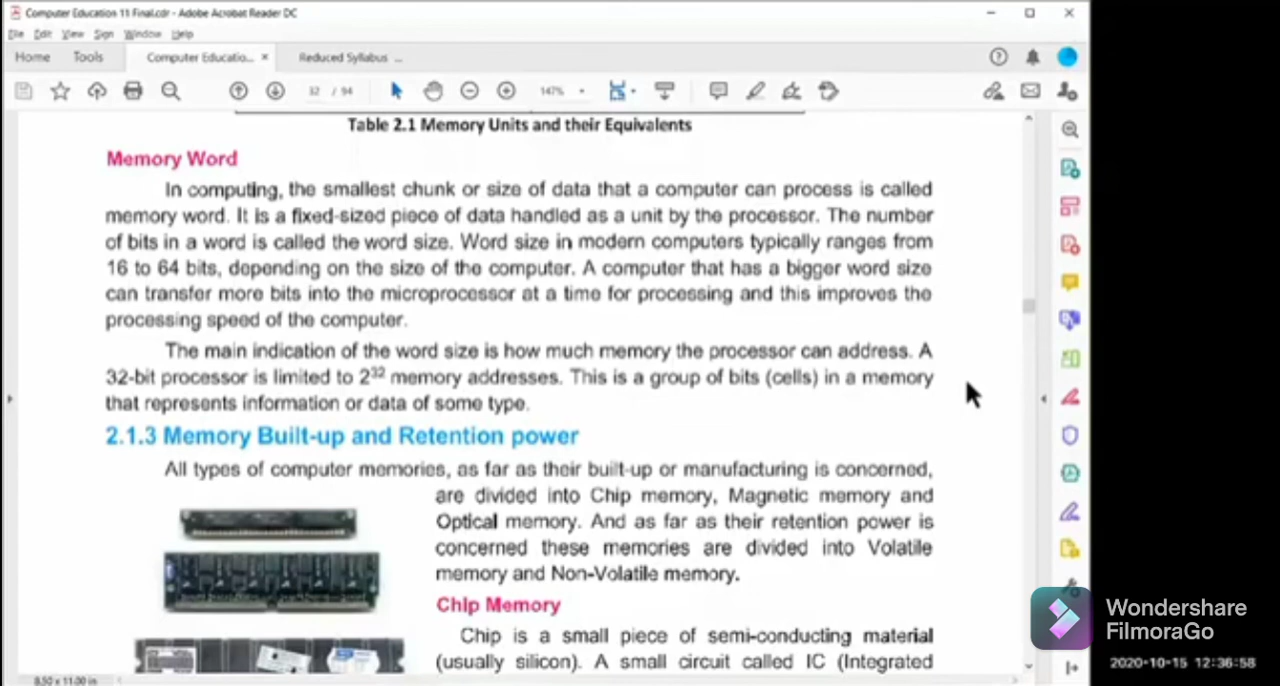 Computer Education 11 Final.cdr - Adobe Acrobat Reader DC
File Edit View Sign Window Help
Home Tools Computer Educatio... × Reduced Syllabus ...
32 / 94 147%
Table 2.1 Memory Units and their Equivalents
Memory Word
In computing, the smallest chunk or size of data that a computer can process is called
memory word. It is a fixed-sized piece of data handled as a unit by the processor. The number
of bits in a word is called the word size. Word size in modern computers typically ranges from
16 to 64 bits, depending on the size of the computer. A computer that has a bigger word size
can transfer more bits into the microprocessor at a time for processing and this improves the
processing speed of the computer.
The main indication of the word size is how much memory the processor can address. A
32-bit processor is limited to 2³² memory addresses. This is a group of bits (cells) in a memory
that represents information or data of some type.
2.1.3 Memory Built-up and Retention power
All types of computer memories, as far as their built-up or manufacturing is concerned,
are divided into Chip memory, Magnetic memory and
Optical memory. And as far as their retention power is
concerned these memories are divided into Volatile
memory and Non-Volatile memory.
Chip Memory
Chip is a small piece of semi-conducting material
(usually silicon). A small circuit called IC (Integrated
8.50 x 11.00 in
Wondershare
FilmoraGo
2020-10-15 12:36:58